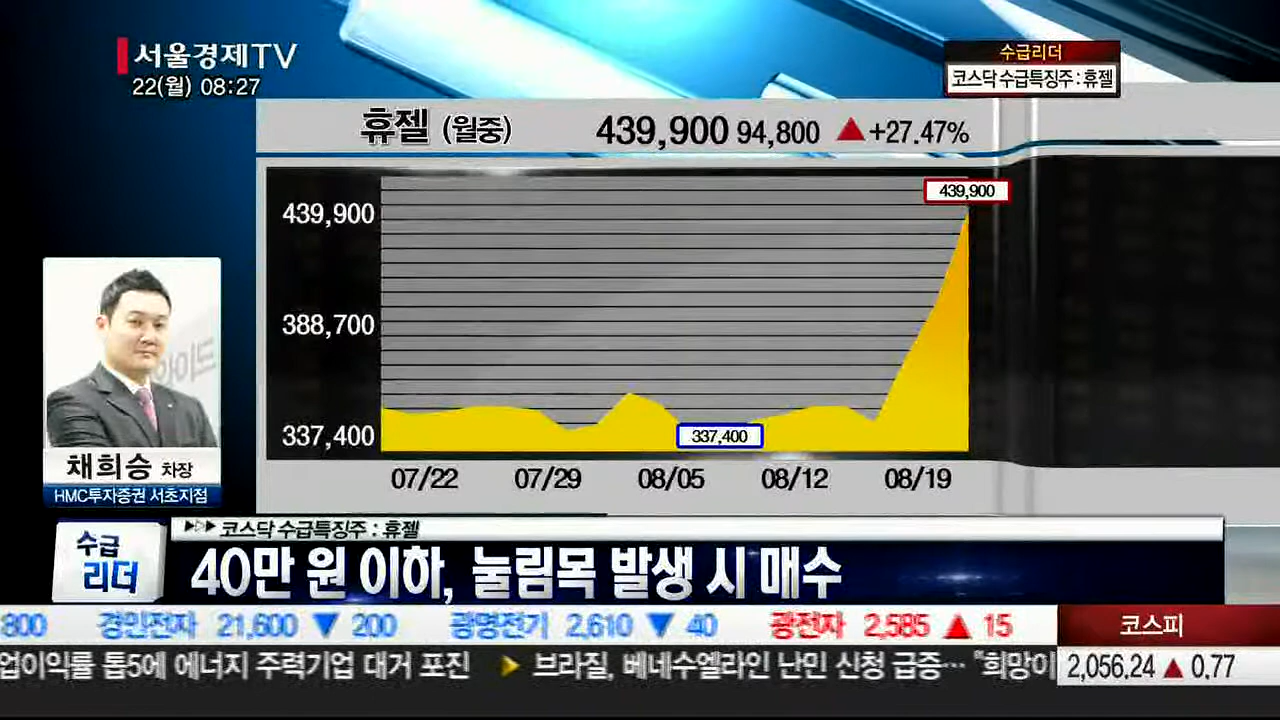 서울경제TV
22(월) 08:27
수급리더
코스닥 수급특징주 : 휴젤
휴젤 (월중) 439,900 94,800 ▲+27.47%
439,900
439,900
388,700
337,400
337,400
07/22 07/29 08/05 08/12 08/19
채희승 차장
HMC투자증권 서초지점
수급
리더
▶▷▶ 코스닥 수급특징주 : 휴젤
40만 원 이하, 눌림목 발생 시 매수
800 경인전자 21,600 ▼ 200 광명전기 2,610 ▼ 40 광전자 2,585 ▲ 15 코스피
업이익률 톱5에 에너지 주력기업 대거 포진 ▶ 브라질, 베네수엘라인 난민 신청 급증… "희망이 2,056.24 ▲ 0.77